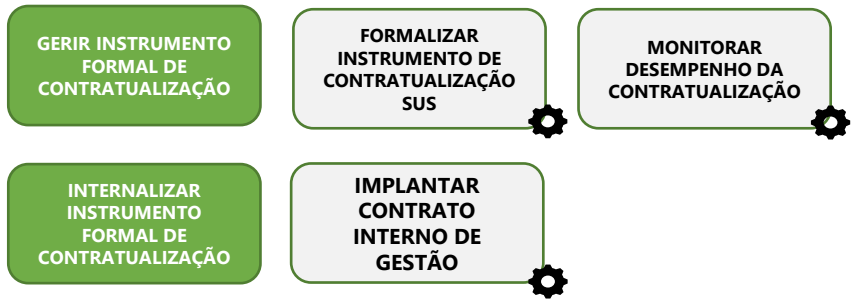 GERIR INSTRUMENTO
FORMAL DE
CONTRATUALIZAÇÃO
FORMALIZAR
INSTRUMENTO DE
CONTRATUALIZAÇÃO
SUS
MONITORAR
DESEMPENHO DA
CONTRATUALIZAÇÃO
INTERNALIZAR
INSTRUMENTO
FORMAL DE
CONTRATUALIZAÇÃO
IMPLANTAR
CONTRATO
INTERNO DE
GESTÃO